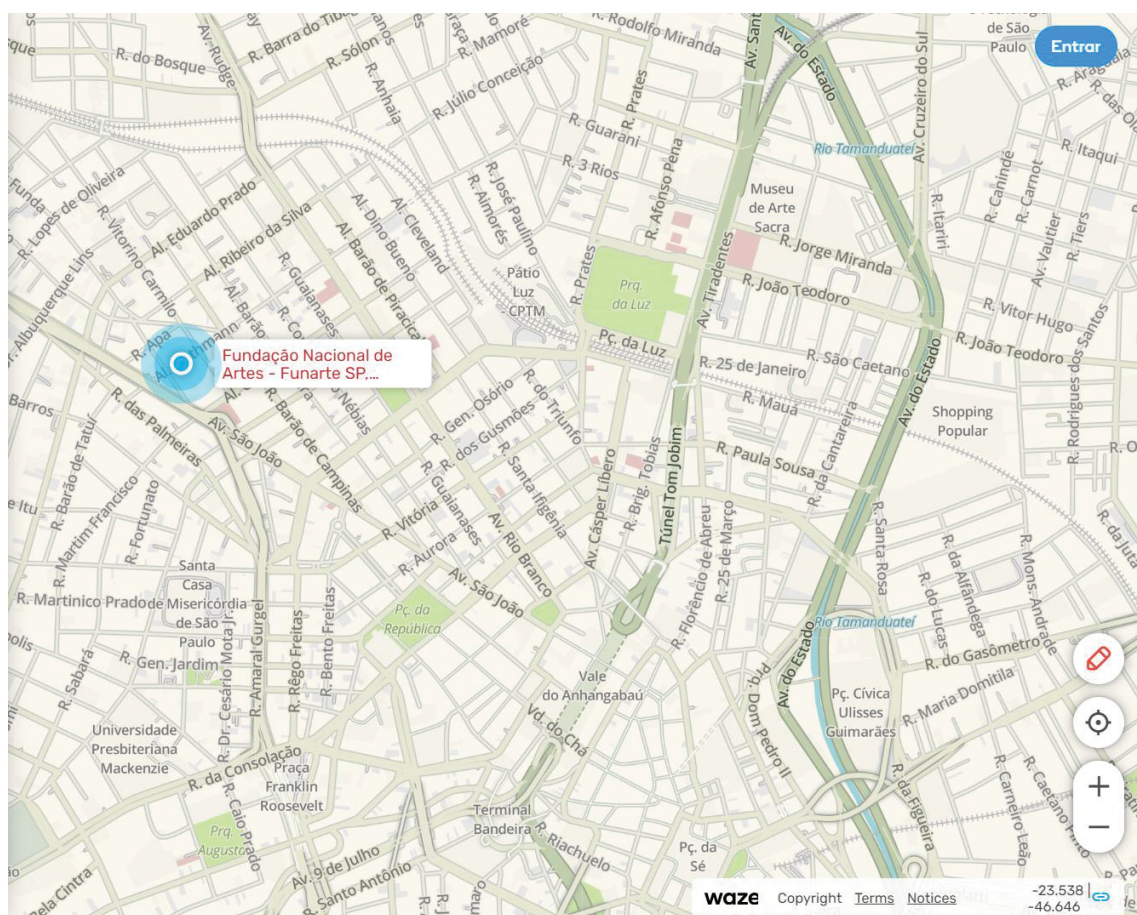 R. do Bosque
Av. Rudge
R. Barra do Tibag
R. Sólon
R. Anhaia
R. Mamoré
R. Júlio Conceição
R. Rodolfo Miranda
R. Prates
R. Guarani
R. 3 Rios
R. Afonso Pena
Av. do Estado
Av. Cruzeiro do Sul
de São
Paulo
Entrar
R. Itaqui
Rio Tamanduateí
R. Caninde
R. Carnot
Av. Vautier
R. Tiers
R. Itariri
Museu
de Arte
Sacra
R. Jorge Miranda
R. João Teodoro
R. Vitor Hugo
R. João Teodoro
R. Lopes de Oliveira
R. Vitorino Carmilo
Al. Eduardo Prado
Al. Ribeiro da Silva
Al. Dino Bueno
Al. Cleveland
R. José Paulino
R. Aimorés
Al. Barão de Piracica
R. Guaianases
Pátio
Luz
CPTM
R. Prates
Prq.
da Luz
Av. Tiradentes
Pç. da Luz
R. Albuquerque Lins
R. Apa
Fundação Nacional de
Artes - Funarte SP,...
R. 25 de Janeiro
R. São Caetano
R. Mauá
Av. do Estado
Shopping
Popular
R. Rodrigues dos Santos
Barros
R. das Palmeiras
Av. São João
R. Barão de Campinas
Nébias
R. Gen. Osório
R. dos Gusmões
R. do Triunfo
R. Santa Ifigênia
R. Guaianases
R. Vitória
R. Aurora
Av. Rio Branco
Av. São João
Av. Cásper Líbero
R. Brig. Tobias
Túnel Tom Jobim
R. Paula Sousa
R. da Cantareira
R. Barão de Tatuí
R. Martim Francisco
R. Fortunato
R. Florêncio de Abreu
R. 25 de Março
R. Santa Rosa
R. da Alfândega
R. do Lucas
R. Mons. Andrade
R. da Juta
Santa
Casa
de Misericórdia
de São
Paulo
R. Martinico Prado
Pç. da
República
Rio Tamanduateí
R. Sabará
R. Gen. Jardim
R. Dr. Cesário Mota Jr.
R. Amaral Gurgel
R. Rêgo Freitas
R. Bento Freitas
Vale
do Anhangabaú
Vd. do Chá
Prq. Dom Pedro II
Av. do Estado
R. do Gasômetro
R. Maria Domitila
Pç. Cívica
Ulisses
Guimarães
Universidade
Presbiteriana
Mackenzie
R. da Consolação
Praça
Franklin
Roosevelt
R. Caio Prado
Prq.
Augusta
Terminal
Bandeira
R. Riachuelo
Pç. da
Sé
R. da Figueira
R. Carneiro Leão
R. Caetano Pinto
Av. 9 de Julho
R. Santo Antônio
waze
Copyright Terms Notices
-23.538 |
-46.646